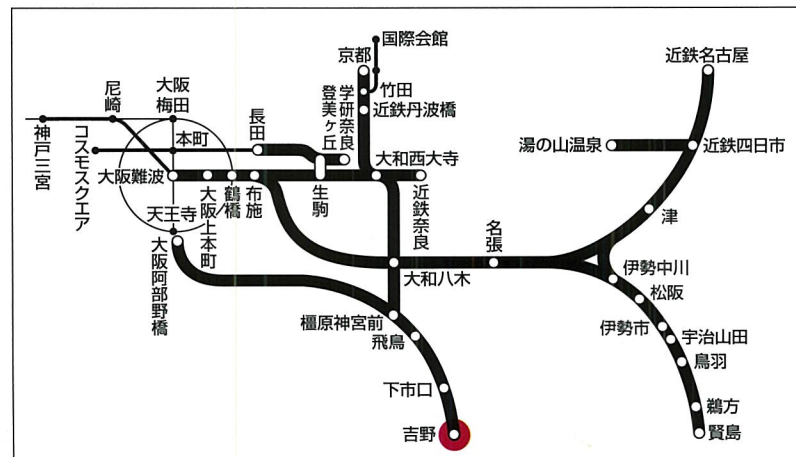 国際会館
京都
竹田
近鉄丹波橋
学研奈良
登美ヶ丘
近鉄名古屋
尼崎
大阪
梅田
長田
本町
神戸三宮
コスモスクエア
大阪難波
大阪上本町
鶴橋
布施
生駒
大和西大寺
近鉄奈良
湯の山温泉
近鉄四日市
津
天王寺
大阪阿部野橋
大和八木
名張
伊勢中川
松阪
伊勢市
宇治山田
鳥羽
橿原神宮前
飛鳥
下市口
鵜方
吉野
賢島